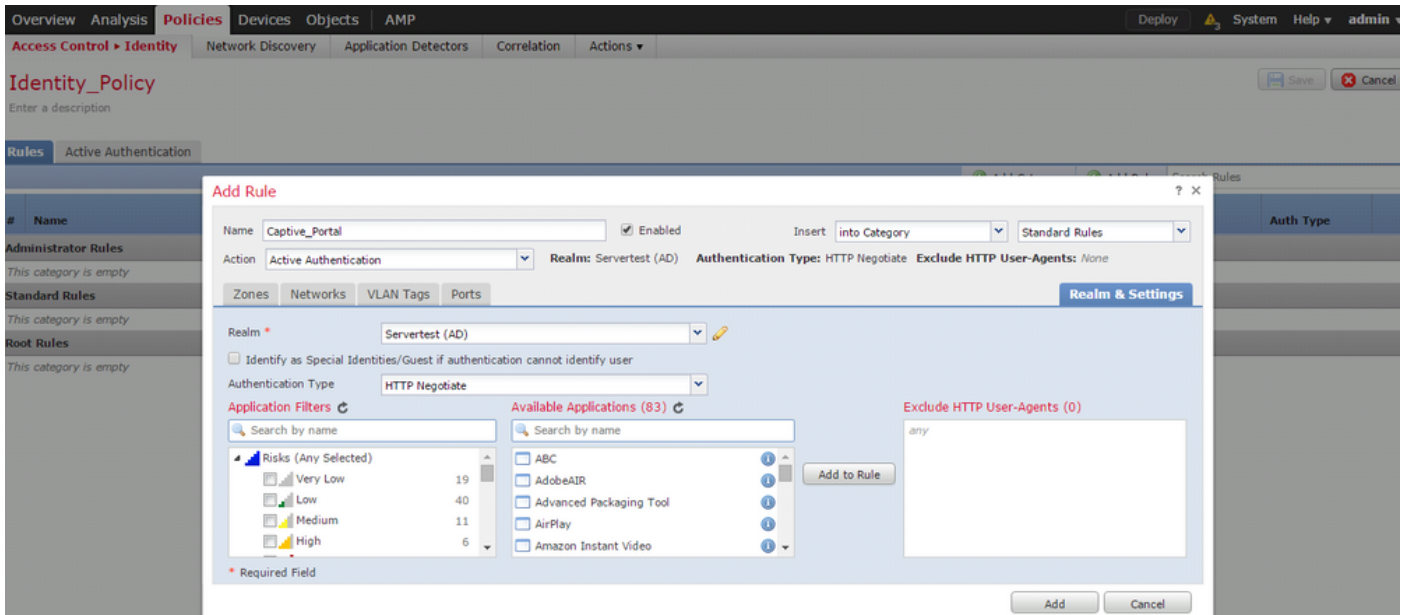 Overview Analysis Policies Devices Objects AMP Deploy 3 System Help admin
Access Control ▸ Identity Network Discovery Application Detectors Correlation Actions
Identity_Policy Save Cancel
Enter a description
Rules Active Authentication
Rules
Add Rule ? ×
# Name Auth Type
Name Captive_Portal Enabled Insert into Category Standard Rules
Administrator Rules
Action Active Authentication Realm: Servertest (AD) Authentication Type: HTTP Negotiate Exclude HTTP User-Agents: None
This category is empty
Standard Rules
Zones Networks VLAN Tags Ports Realm & Settings
This category is empty
Root Rules
Realm * Servertest (AD)
This category is empty
Identify as Special Identities/Guest if authentication cannot identify user
Authentication Type HTTP Negotiate
Application Filters Available Applications (83) Exclude HTTP User-Agents (0)
Search by name Search by name any
Risks (Any Selected) ABC
Very Low 19 AdobeAIR Add to Rule
Low 40 Advanced Packaging Tool
Medium 11 AirPlay
High 6 Amazon Instant Video
* Required Field
Add Cancel